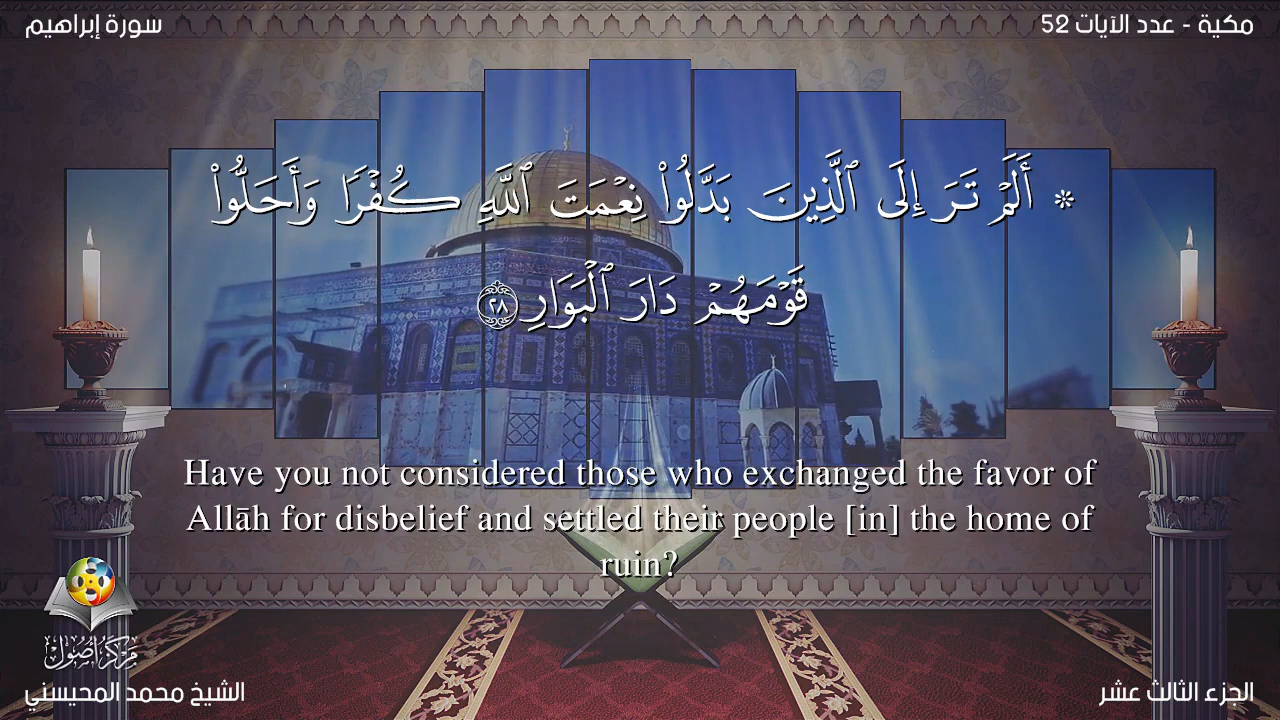 سورة إبراهيم
مكية - عدد الآيات 52
* أَلَمْ تَرَ إِلَى ٱلَّذِينَ بَدَّلُوا۟ نِعْمَتَ ٱللَّهِ كُفْرًا وَأَحَلُّوا۟
قَوْمَهُمْ دَارَ ٱلْبَوَارِ ٢٨
Have you not considered those who exchanged the favor of
Allāh for disbelief and settled their people [in] the home of
ruin?
مركز أصول
الشيخ محمد المحيسني
الجزء الثالث عشر